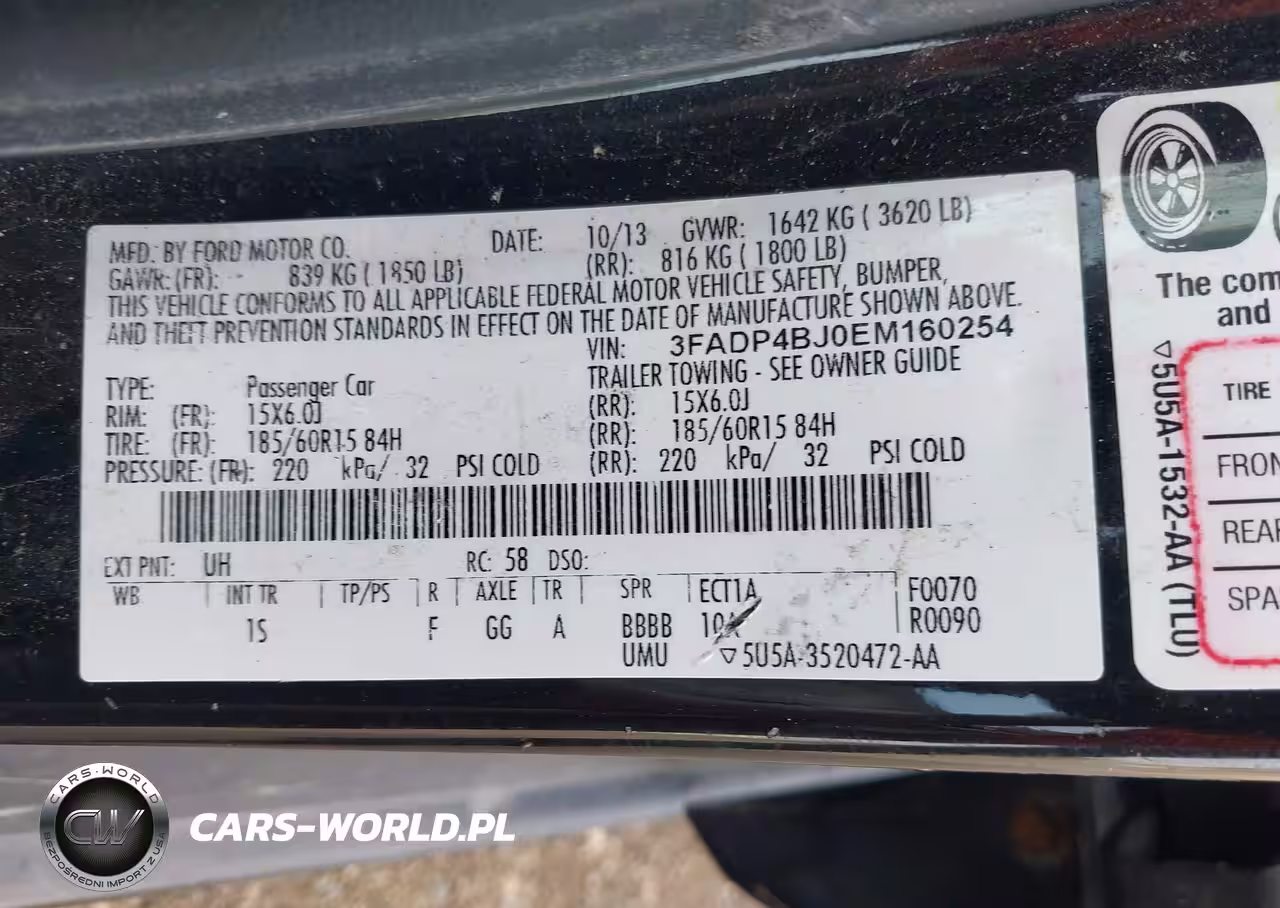 MFD. BY FORD MOTOR CO. DATE: 10/13 GVWR: 1642 KG ( 3620 LB)
GAWR: (FR): 839 KG ( 1850 LB) (RR): 816 KG ( 1800 LB)
THIS VEHICLE CONFORMS TO ALL APPLICABLE FEDERAL MOTOR VEHICLE SAFETY, BUMPER,
AND THEFT PREVENTION STANDARDS IN EFFECT ON THE DATE OF MANUFACTURE SHOWN ABOVE.
VIN: 3FADP4BJ0EM160254
TYPE: Passenger Car TRAILER TOWING - SEE OWNER GUIDE
RIM: (FR): 15X6.0J (RR): 15X6.0J
TIRE: (FR): 185/60R15 84H (RR): 185/60R15 84H
PRESSURE: (FR): 220 kPa/ 32 PSI COLD (RR): 220 kPa/ 32 PSI COLD
EXT PNT: UH RC: 58 DSO:
WB INT TR TP/PS R AXLE TR SPR ECT1A F0070
1S F GG A BBBB 10A R0090
UMU ▽5U5A-3520472-AA
The com
and
▽5U5A-1532-AA (TLU)
TIRE
FRON
REAR
SPA
CARS-WORLD
CW
BEZPOŚREDNI IMPORT Z USA
CARS-WORLD.PL